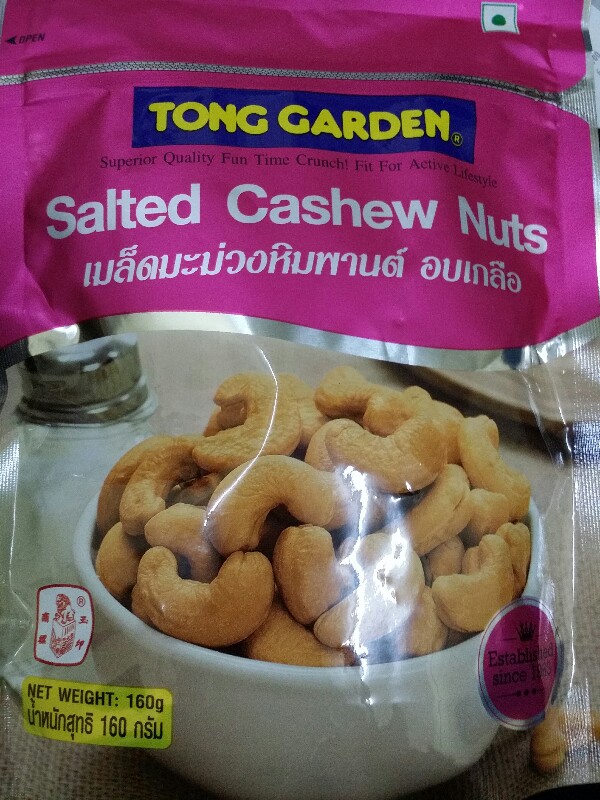 OPEN
TONG GARDEN®
Superior Quality Fun Time Crunch! Fit For Active Lifestyle
Salted Cashew Nuts
เมล็ดมะม่วงหิมพานต์ อบเกลือ
Established
since
NET WEIGHT: 160g
น้ำหนักสุทธิ 160 กรัม